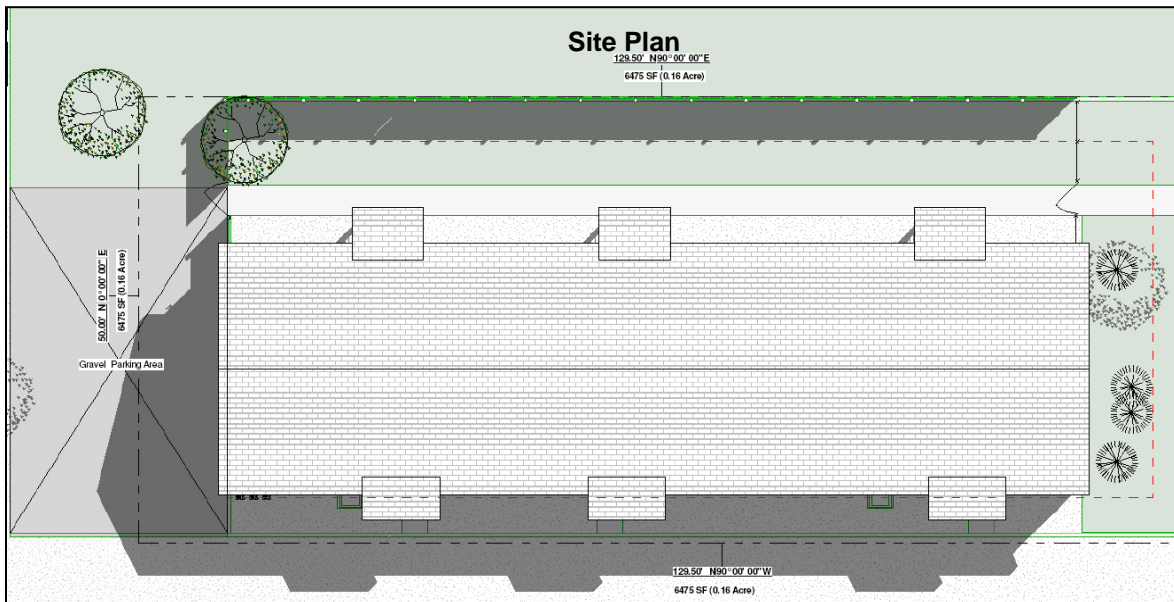 Site Plan
129.50' N90°00' 00"E
6475 SF (0.16 Acre)
50.00' N 0°00' 00" E
6475 SF (0.16 Acre)
Gravel Parking Area
129.50' N90°00' 00"W
6475 SF (0.16 Acre)